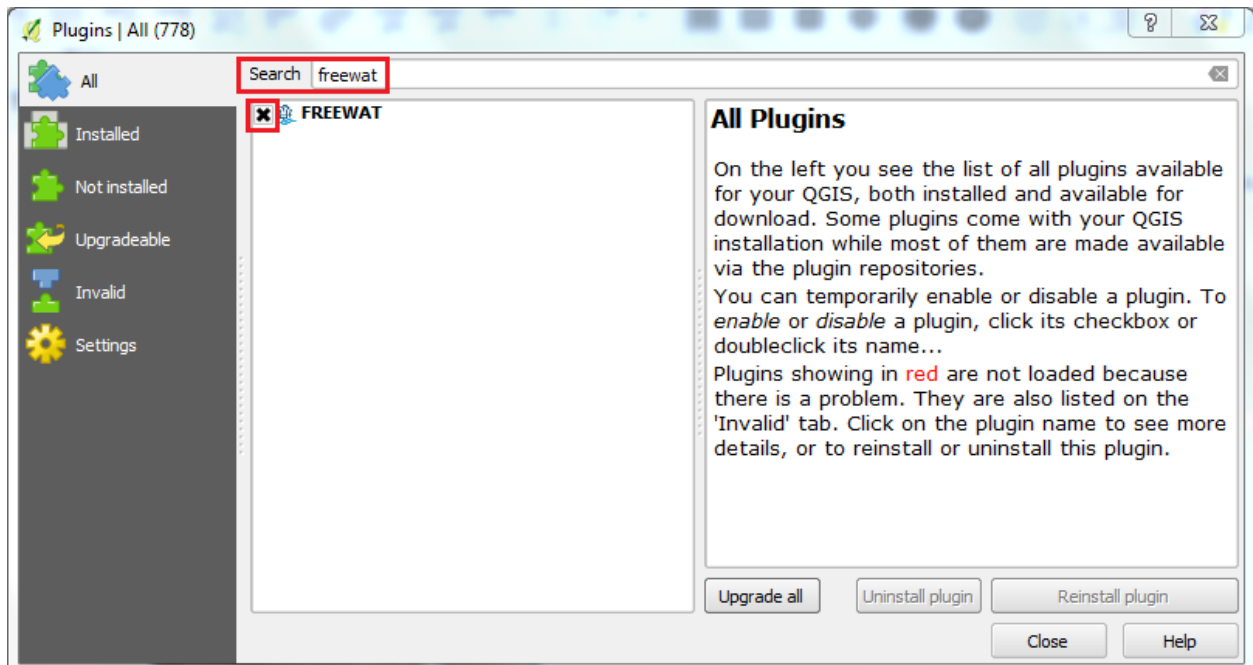 Plugins | All (778)
All
Installed
Not installed
Upgradeable
Invalid
Settings
Search freewat
FREEWAT
All Plugins
On the left you see the list of all plugins available
for your QGIS, both installed and available for
download. Some plugins come with your QGIS
installation while most of them are made available
via the plugin repositories.
You can temporarily enable or disable a plugin. To
enable or disable a plugin, click its checkbox or
doubleclick its name...
Plugins showing in red are not loaded because
there is a problem. They are also listed on the
'Invalid' tab. Click on the plugin name to see more
details, or to reinstall or uninstall this plugin.
Upgrade all Uninstall plugin Reinstall plugin
Close Help